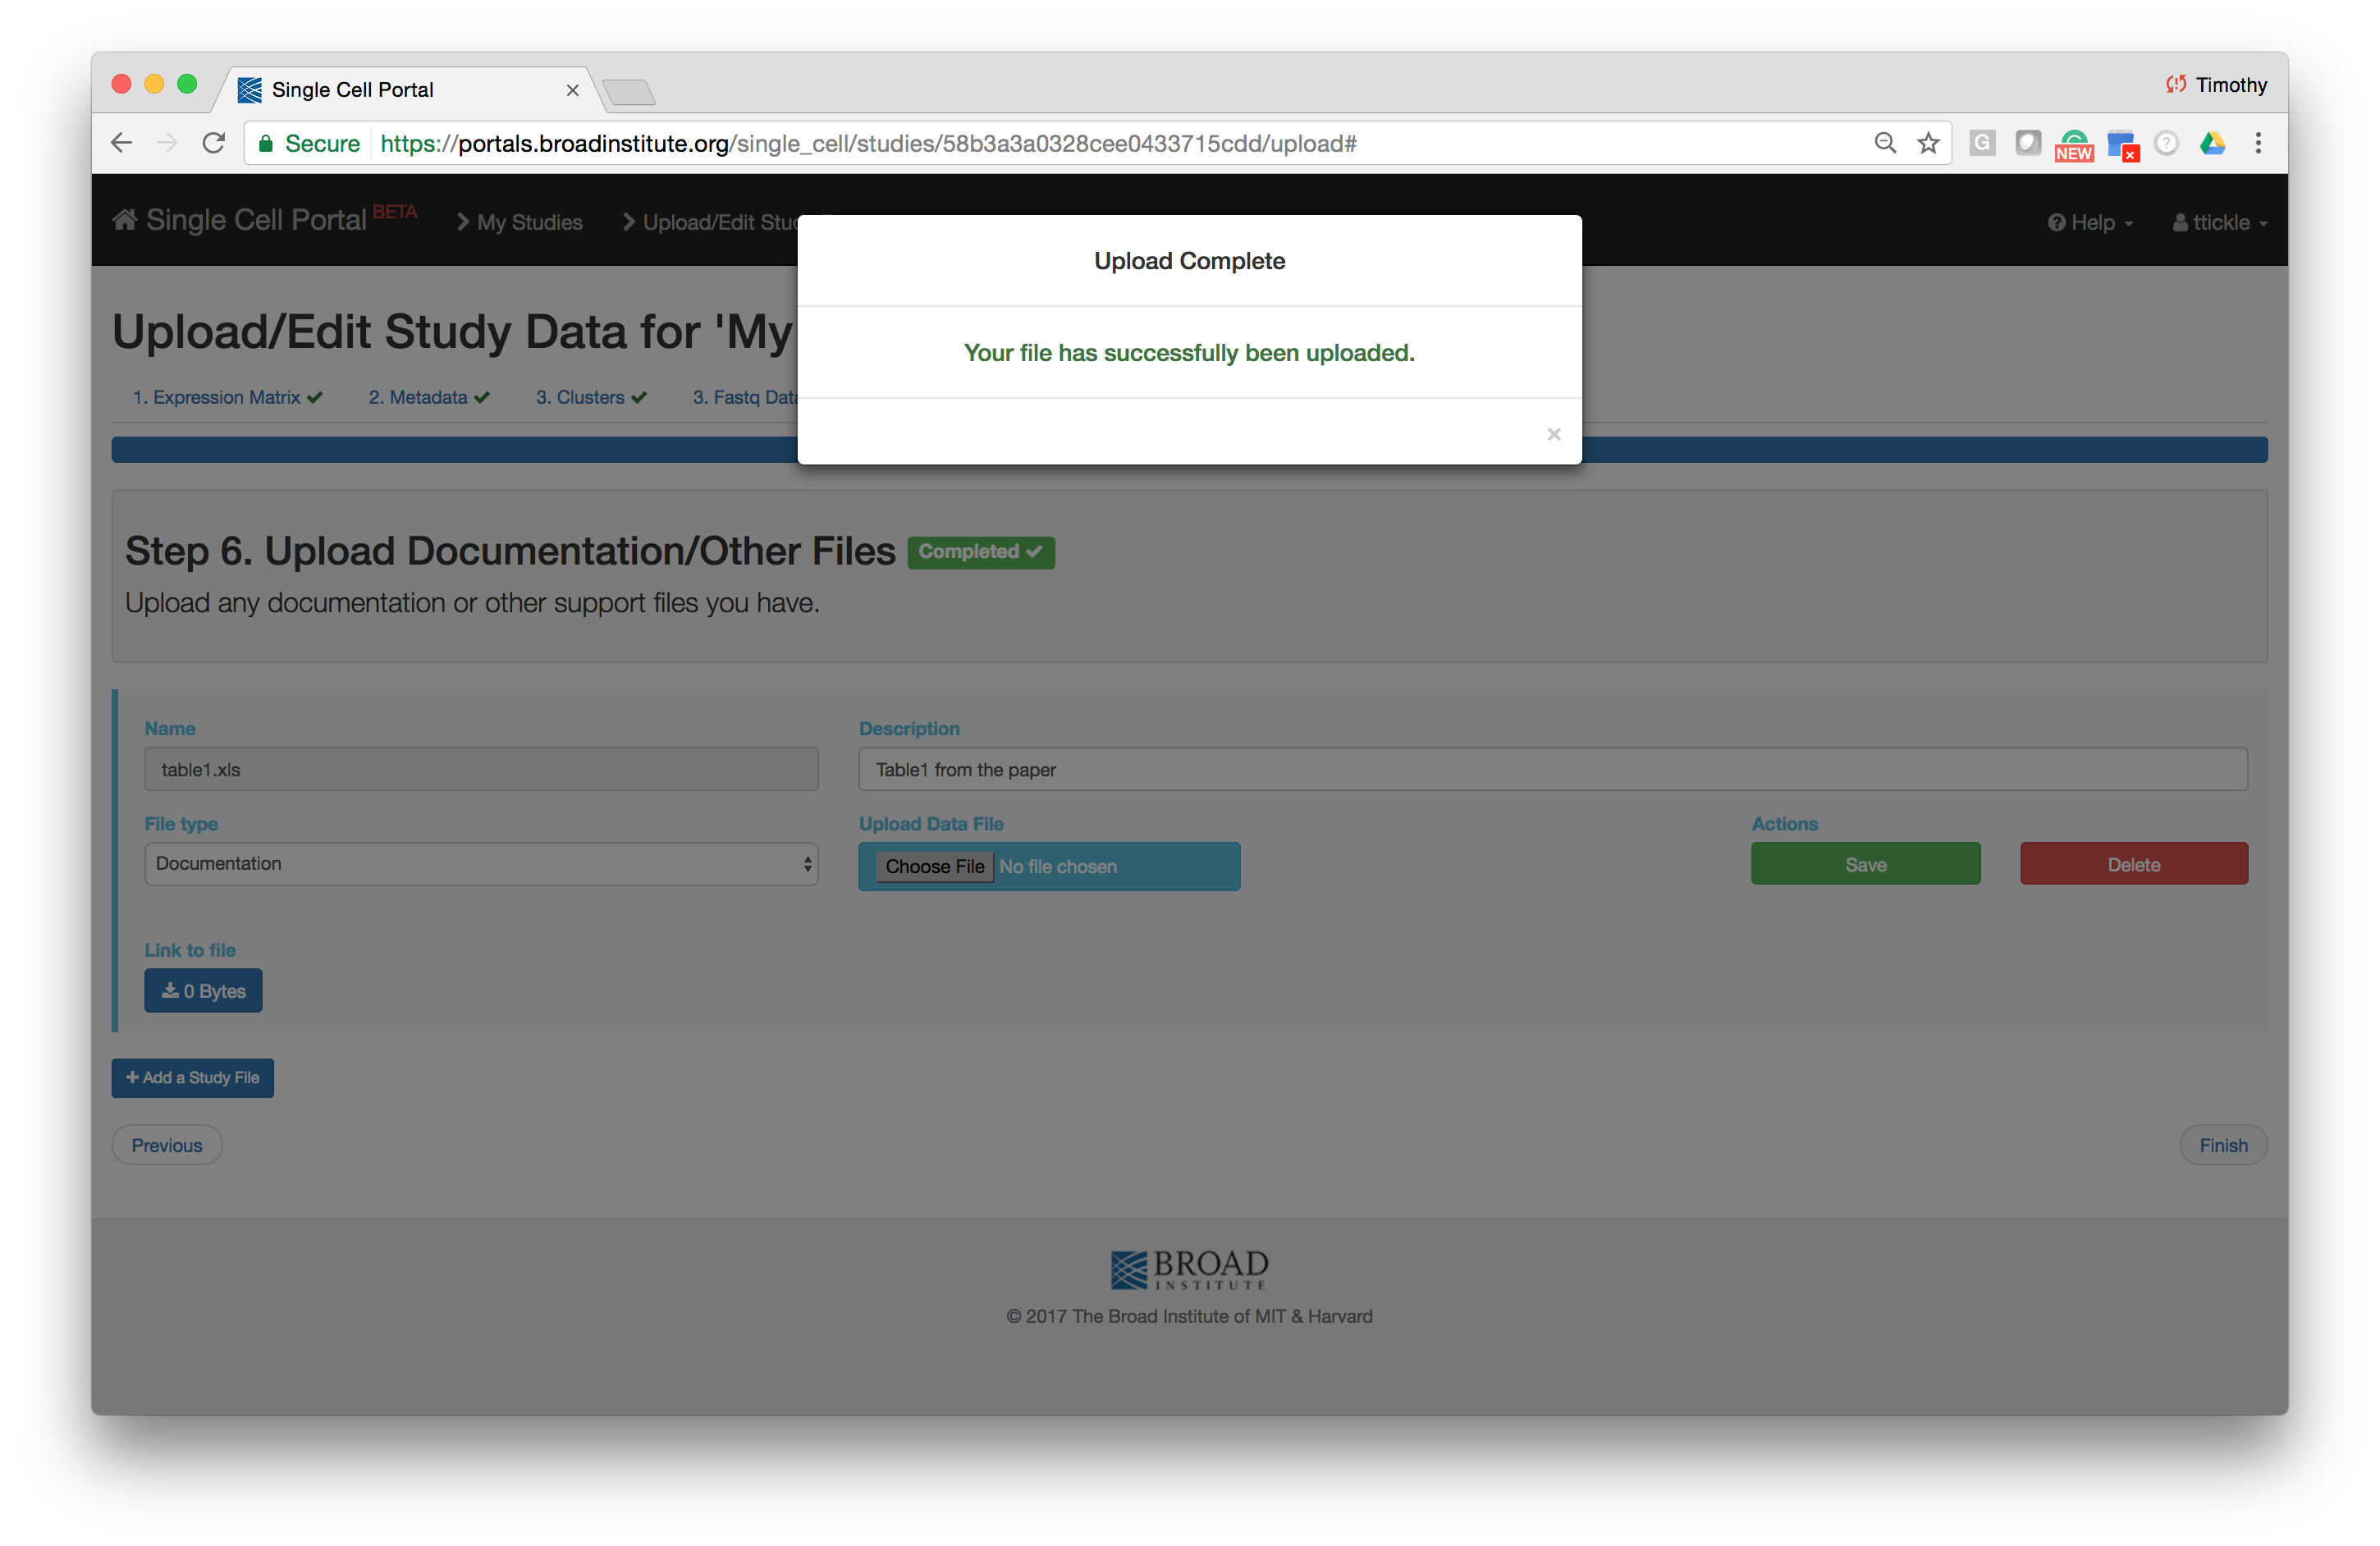 Single Cell Portal
Timothy
Secure https://portals.broadinstitute.org/single_cell/studies/58b3a3a0328cee0433715cdd/upload#
G
NEW
?
Single Cell Portal BETA
My Studies
Upload/Edit
Help
ttickle
Upload Complete
Your file has successfully been uploaded.
×
Upload/Edit Study Data for 'My
1. Expression Matrix
2. Metadata
3. Clusters
3. Fastq Data
Step 6. Upload Documentation/Other Files Completed
Upload any documentation or other support files you have.
Name
Description
table1.xls
Table1 from the paper
File type
Upload Data File
Actions
Documentation
Choose File No file chosen
Save
Delete
Link to file
0 Bytes
+ Add a Study File
Previous
Finish
BROAD
INSTITUTE
© 2017 The Broad Institute of MIT & Harvard